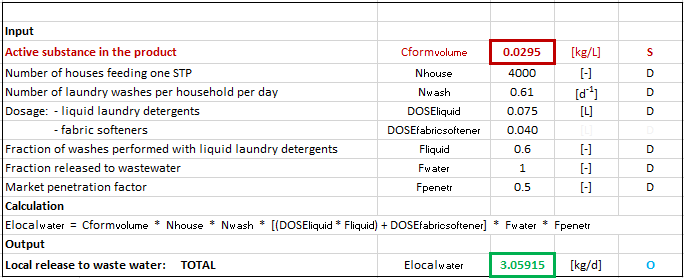 Input
Active substance in the product Cformvolume 0.0295 [kg/L] S
Number of houses feeding one STP Nhouse 4000 [-] D
Number of laundry washes per household per day Nwash 0.61 [d-1] D
Dosage: - liquid laundry detergents DOSEliquid 0.075 [L] D
- fabric softeners DOSEfabricsoftener 0.040
Fraction of washes performed with liquid laundry detergents Fliquid 0.6 [-] D
Fraction released to wastewater Fwater 1 [-] D
Market penetration factor Fpenetr 0.5 [-] D
Calculation
Elocalwater = Cformvolume * Nhouse * Nwash * [(DOSEliquid * Fliquid) + DOSEfabricsoftener] * Fwater * Fpenetr
Output
Local release to waste water: TOTAL Elocalwater 3.05915 [kg/d] O